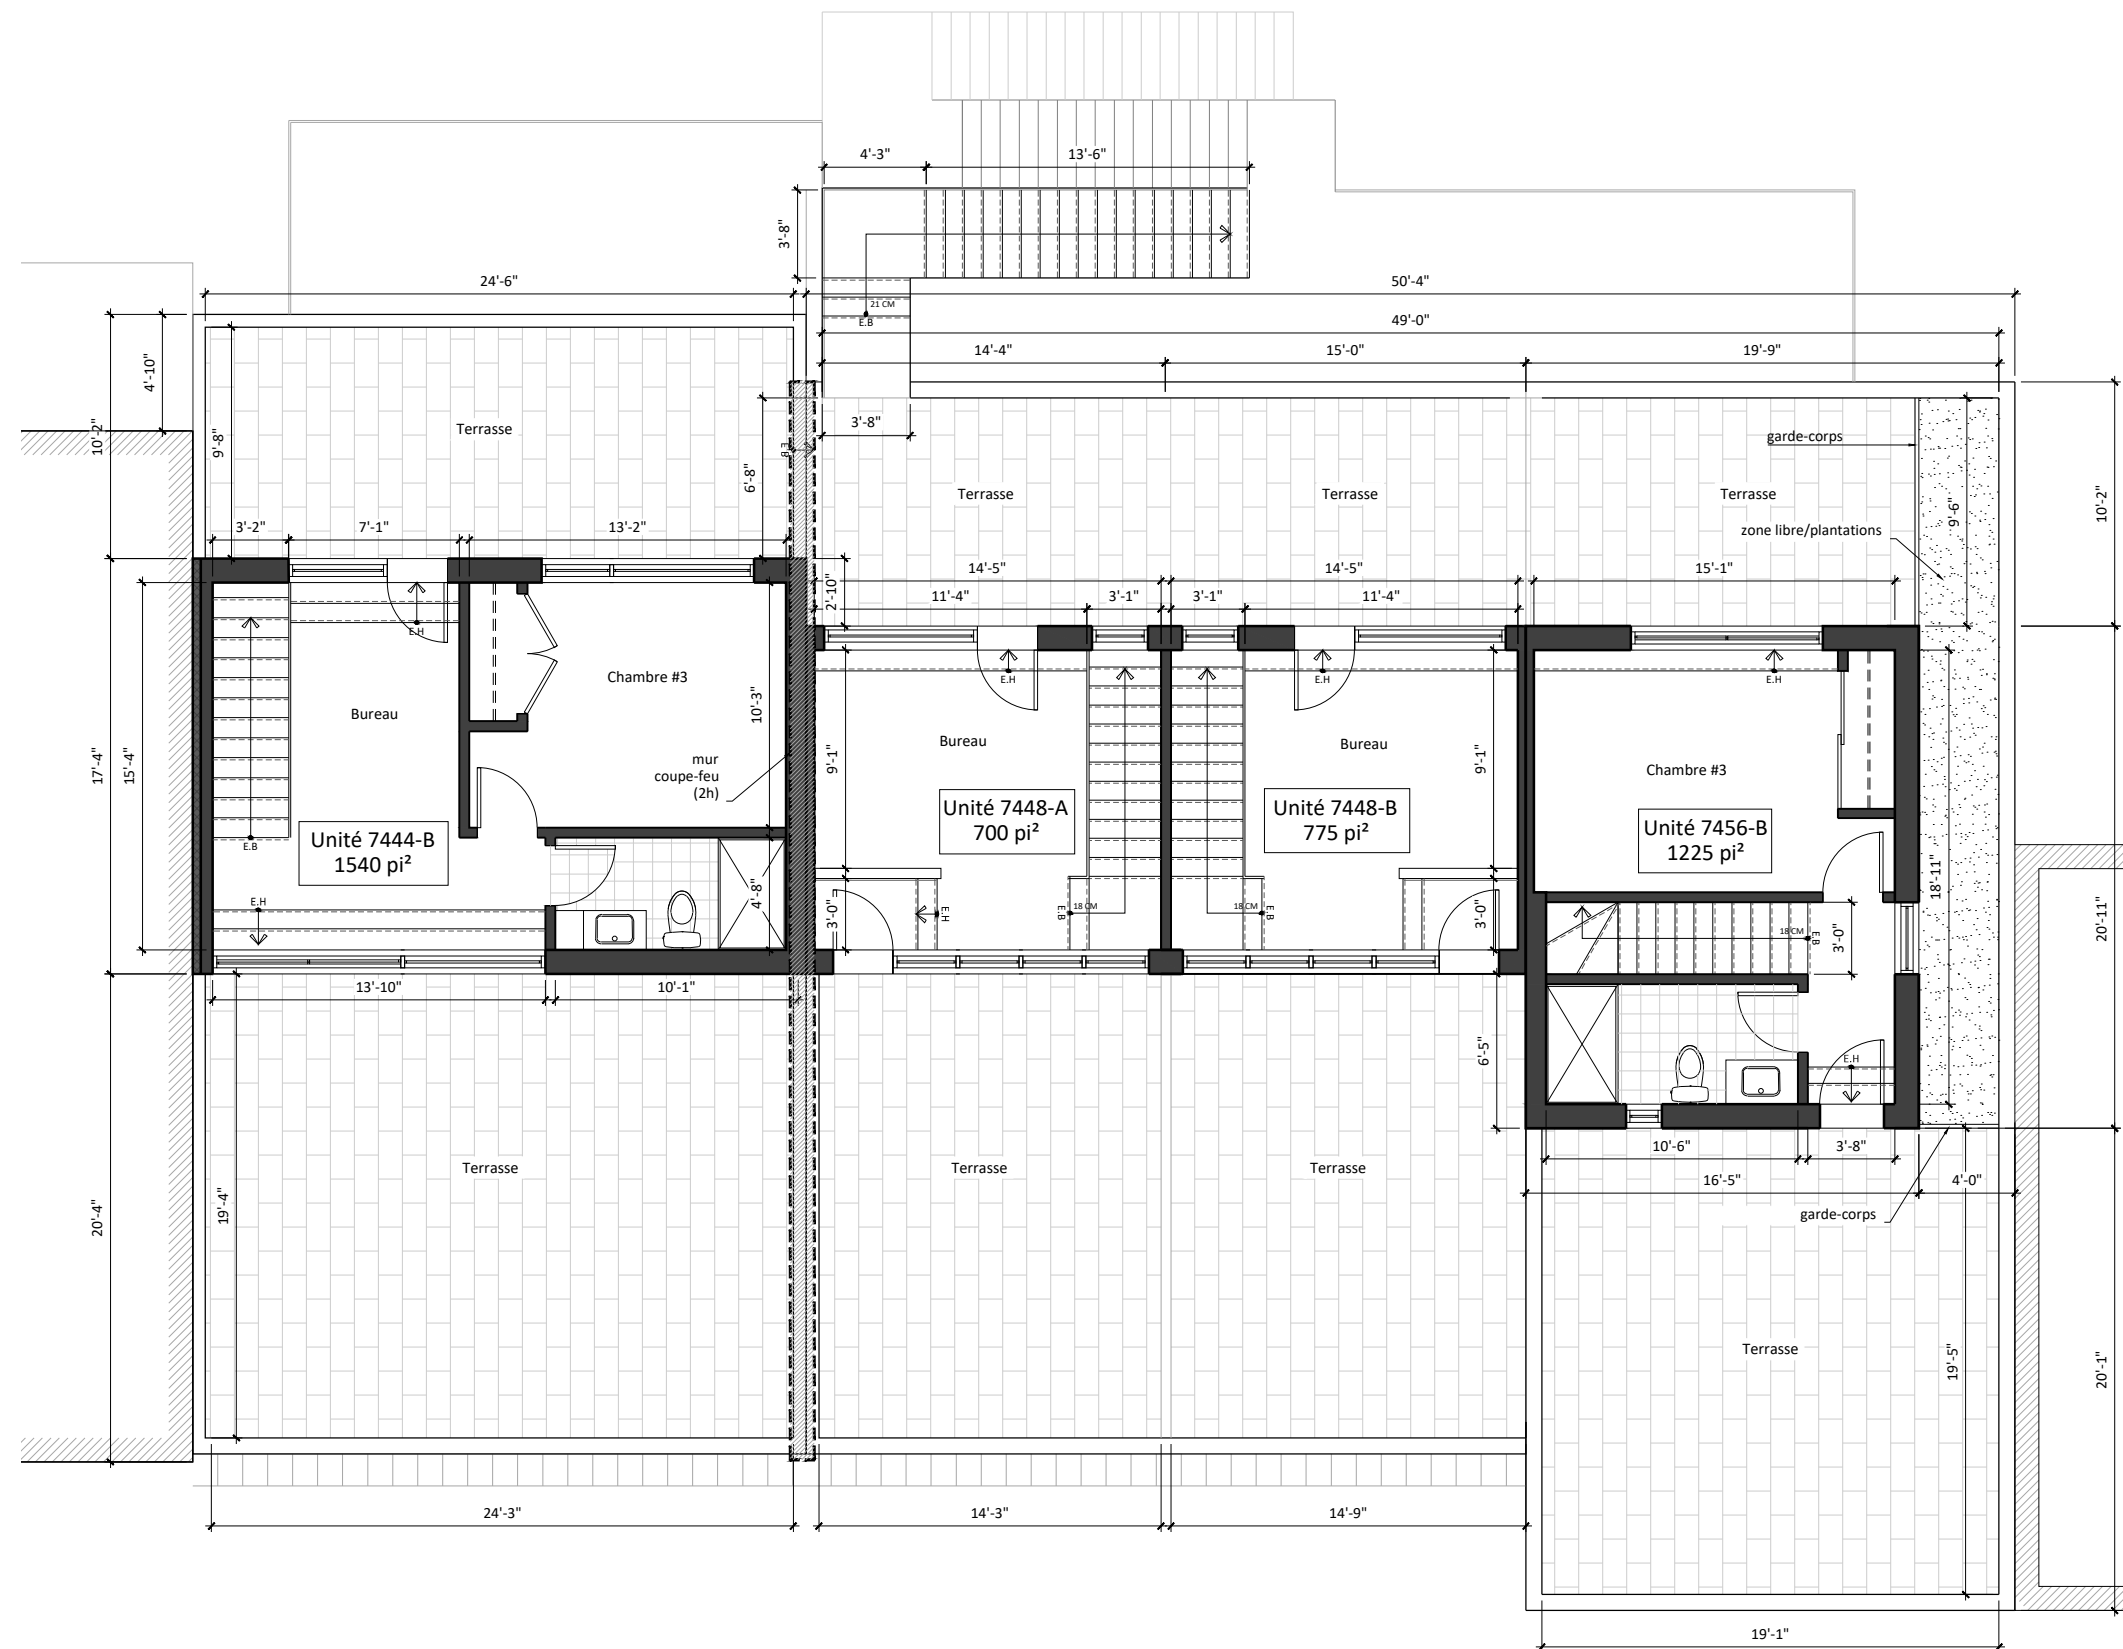 4'-3"
13'-6"
3'-8"
24'-6"
50'-4"
21 CM
E.B
49'-0"
14'-4"
15'-0"
19'-9"
4'-10"
10'-2"
9'-8"
Terrasse
3'-8"
E.B
6'-8"
garde-corps
Terrasse
Terrasse
Terrasse
9'-6"
10'-2"
3'-2"
7'-1"
13'-2"
zone libre/plantations
14'-5"
14'-5"
15'-1"
2'-10"
11'-4"
3'-1"
3'-1"
11'-4"
E.H
E.H
E.H
E.H
Chambre #3
Bureau
10'-3"
17'-4"
15'-4"
mur
coupe-feu
(2h)
9'-1"
Bureau
Bureau
9'-1"
Chambre #3
Unité 7444-B
1540 pi²
Unité 7448-A
700 pi²
Unité 7448-B
775 pi²
Unité 7456-B
1225 pi²
E.B
4'-8"
18'-11"
E.H
3'-0"
E.H
E.B
18 CM
18 CM
E.B
3'-0"
18 CM
E.B
3'-0"
20'-11"
13'-10"
10'-1"
6'-5"
E.H
10'-6"
3'-8"
Terrasse
Terrasse
Terrasse
16'-5"
4'-0"
19'-4"
20'-4"
garde-corps
Terrasse
19'-5"
20'-1"
24'-3"
14'-3"
14'-9"
19'-1"